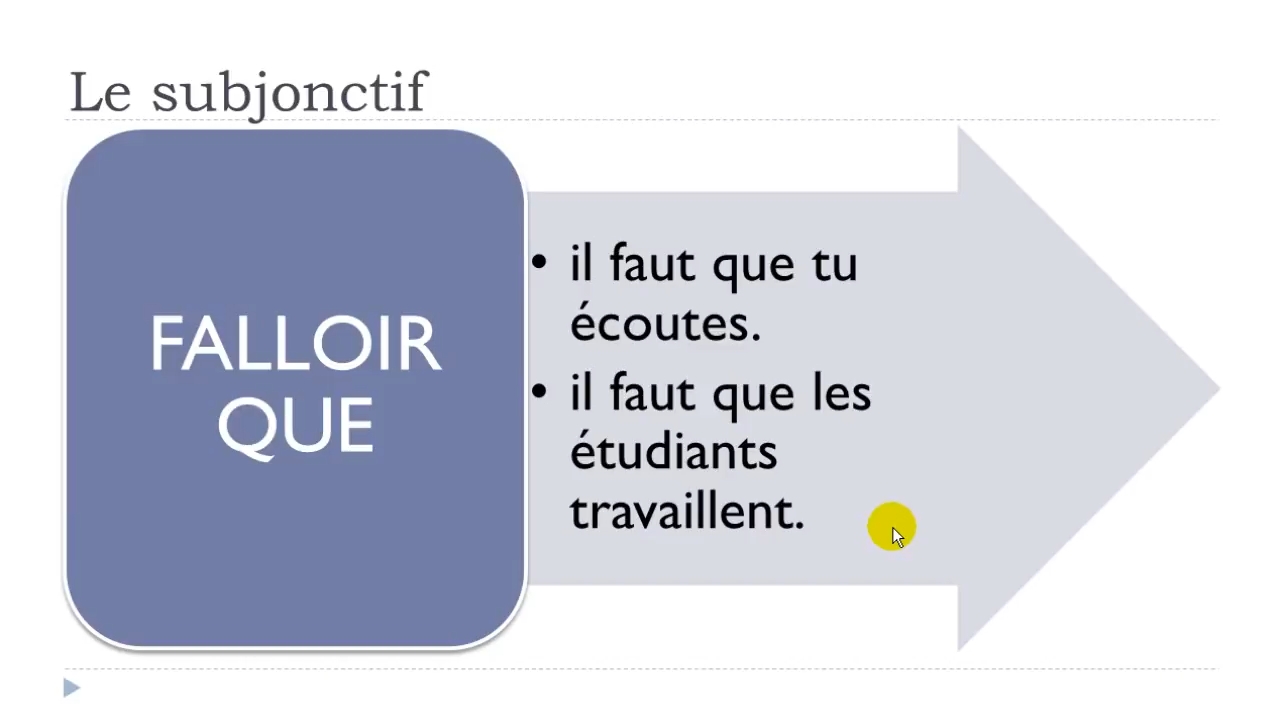 Le subjonctif
FALLOIR
QUE
• il faut que tu
écoutes.
• il faut que les
étudiants
travaillent.